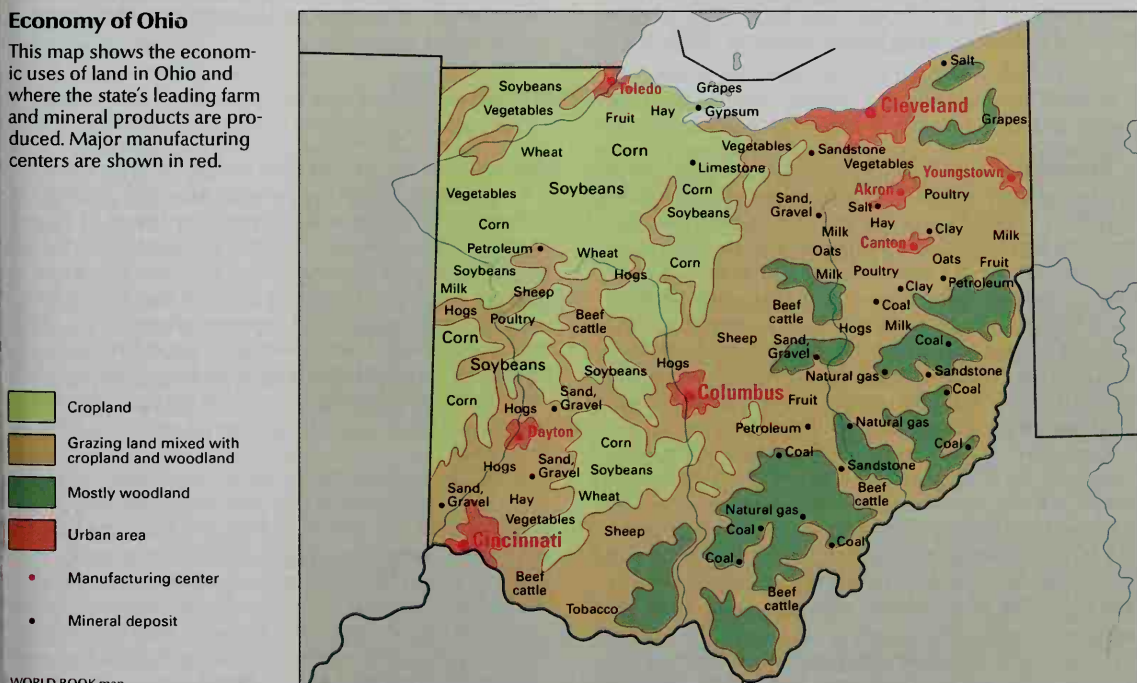 Economy of Ohio
This map shows the econom-
ic uses of land in Ohio and
where the state's leading farm
and mineral products are pro-
duced. Major manufacturing
centers are shown in red.
Cropland
Grazing land mixed with
cropland and woodland
Mostly woodland
Urban area
Manufacturing center
Mineral deposit
WORLD BOOK map
Salt
Soybeans
Toledo
Grapes
Cleveland
Vegetables
Hay
Gypsum
Fruit
Grapes
Wheat
Corn
Vegetables
Sandstone
Limestone
Vegetables
Youngstown
Vegetables
Soybeans
Corn
Akron
Poultry
Sand,
Gravel
Salt
Soybeans
Corn
Hay
Milk
Clay
Milk
Canton
Petroleum
Wheat
Oats
Corn
Oats
Fruit
Soybeans
Hogs
Milk
Poultry
Petroleum
Milk
Sheep
Clay
Coal
Hogs
Poultry
Beef
cattle
Beef
cattle
Hogs
Milk
Corn
Sheep
Sand,
Gravel
Coal
Soybeans
Soybeans
Hogs
Natural gas
Sandstone
Coal
Corn
Hogs
Sand,
Gravel
Columbus
Fruit
Dayton
Petroleum
Natural gas
Corn
Coal
Coal
Hogs
Sand,
Gravel
Soybeans
Sandstone
Sand,
Gravel
Hay
Wheat
Beef
cattle
Vegetables
Natural gas
Cincinnati
Sheep
Coal
Coal
Coal
Beef
cattle
Beef
cattle
Tobacco